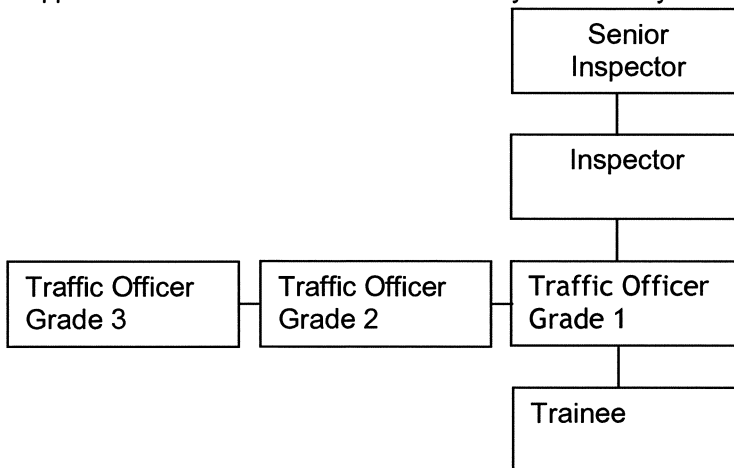 Senior
Inspector
Inspector
Traffic Officer
Grade 3
Traffic Officer
Grade 2
Traffic Officer
Grade 1
Trainee